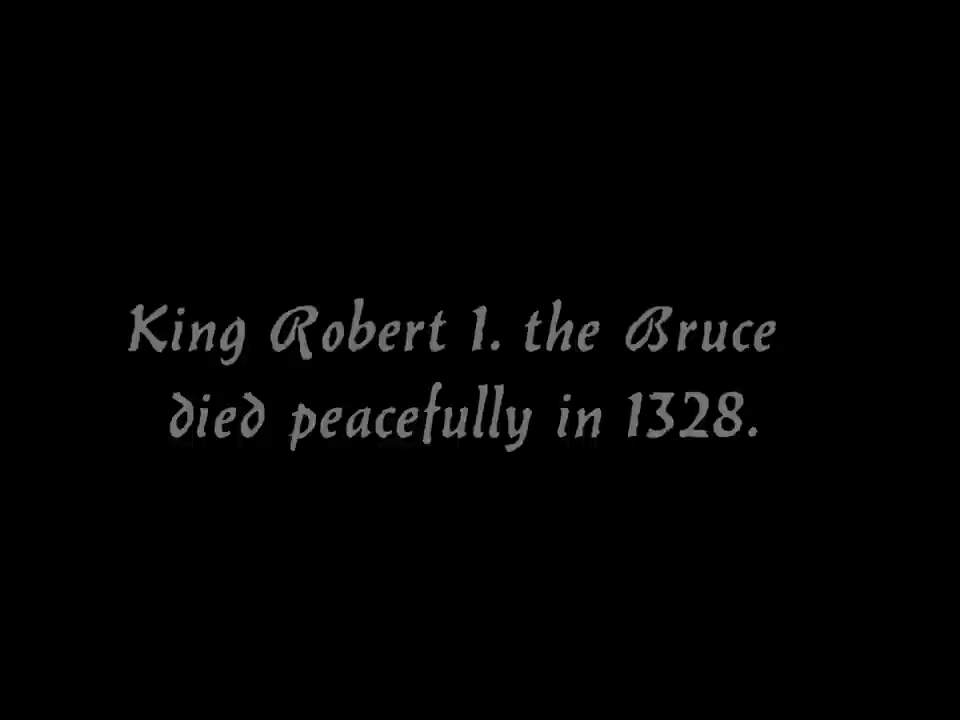 King Robert I. the Bruce
died peacefully in 1328.